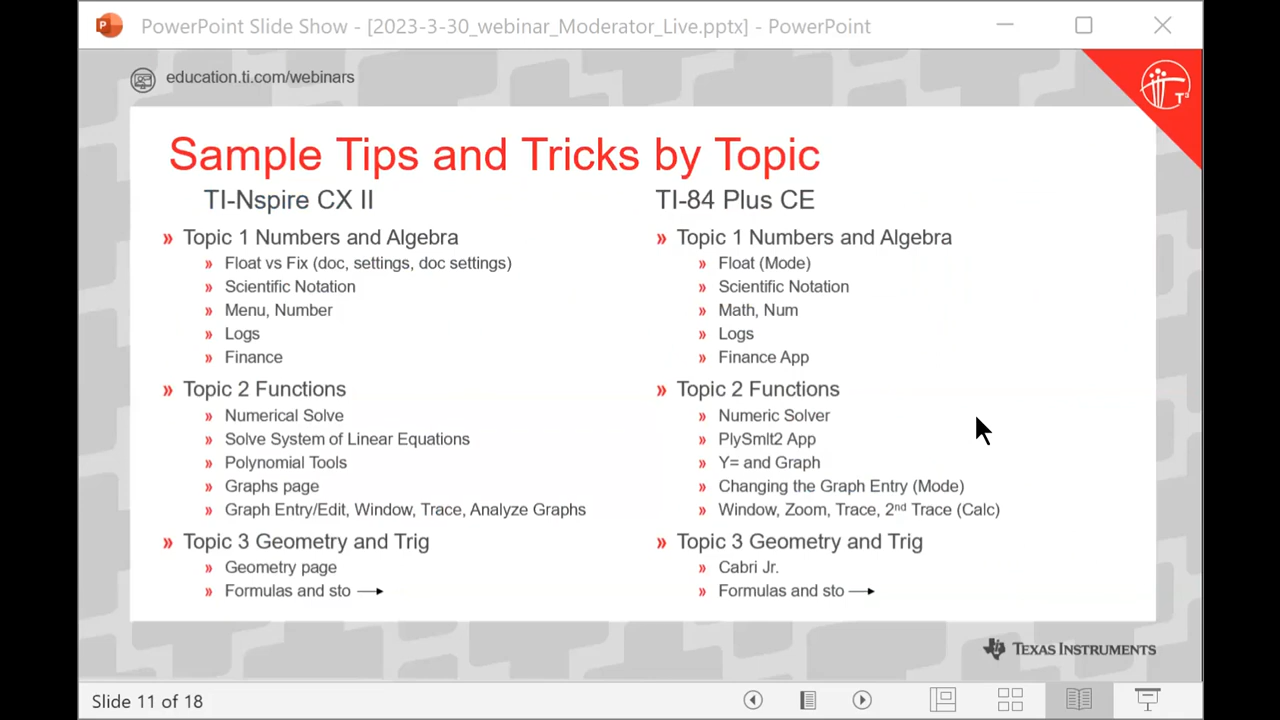 PowerPoint Slide Show - [2023-3-30_webinar_Moderator_Live.pptx] - PowerPoint
education.ti.com/webinars
Sample Tips and Tricks by Topic
TI-Nspire CX II
» Topic 1 Numbers and Algebra
» Float vs Fix (doc, settings, doc settings)
» Scientific Notation
» Menu, Number
» Logs
» Finance
» Topic 2 Functions
» Numerical Solve
» Solve System of Linear Equations
» Polynomial Tools
» Graphs page
» Graph Entry/Edit, Window, Trace, Analyze Graphs
» Topic 3 Geometry and Trig
» Geometry page
» Formulas and sto →
TI-84 Plus CE
» Topic 1 Numbers and Algebra
» Float (Mode)
» Scientific Notation
» Math, Num
» Logs
» Finance App
» Topic 2 Functions
» Numeric Solver
» PlySmlt2 App
» Y= and Graph
» Changing the Graph Entry (Mode)
» Window, Zoom, Trace, 2nd Trace (Calc)
» Topic 3 Geometry and Trig
» Cabri Jr.
» Formulas and sto →
TEXAS INSTRUMENTS
Slide 11 of 18